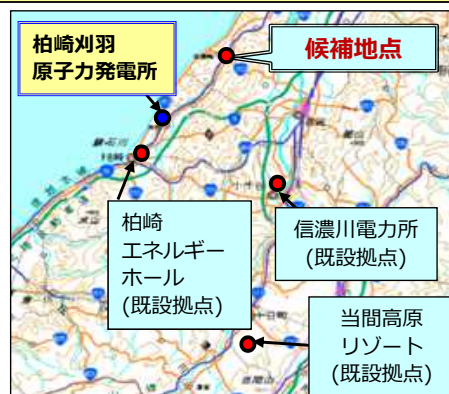 柏崎刈羽
原子力発電所
候補地点
柏崎
エネルギー
ホール
(既設拠点)
信濃川電力所
(既設拠点)
当間高原
リゾート
(既設拠点)